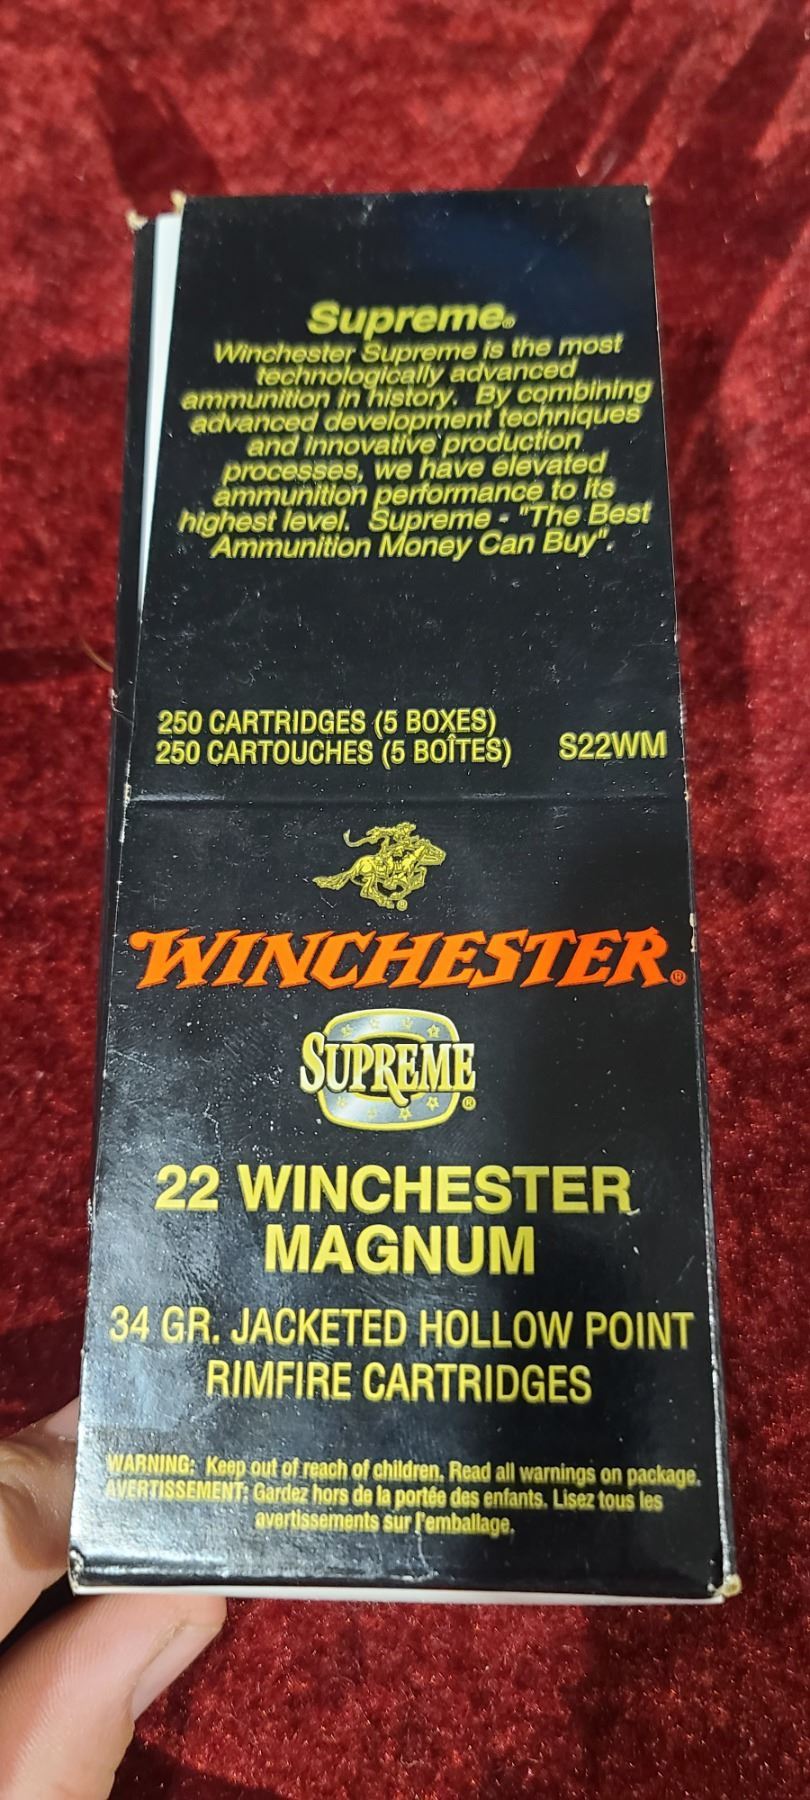 Supreme®
Winchester Supreme is the most
technologically advanced
ammunition in history. By combining
advanced development techniques
and innovative production
processes, we have elevated
ammunition performance to its
highest level. Supreme - "The Best
Ammunition Money Can Buy".
250 CARTRIDGES (5 BOXES)
250 CARTOUCHES (5 BOÎTES) S22WM
WINCHESTER®
SUPREME®
22 WINCHESTER
MAGNUM
34 GR. JACKETED HOLLOW POINT
RIMFIRE CARTRIDGES
WARNING: Keep out of reach of children. Read all warnings on package.
AVERTISSEMENT: Gardez hors de la portée des enfants. Lisez tous les
avertissements sur l'emballage.